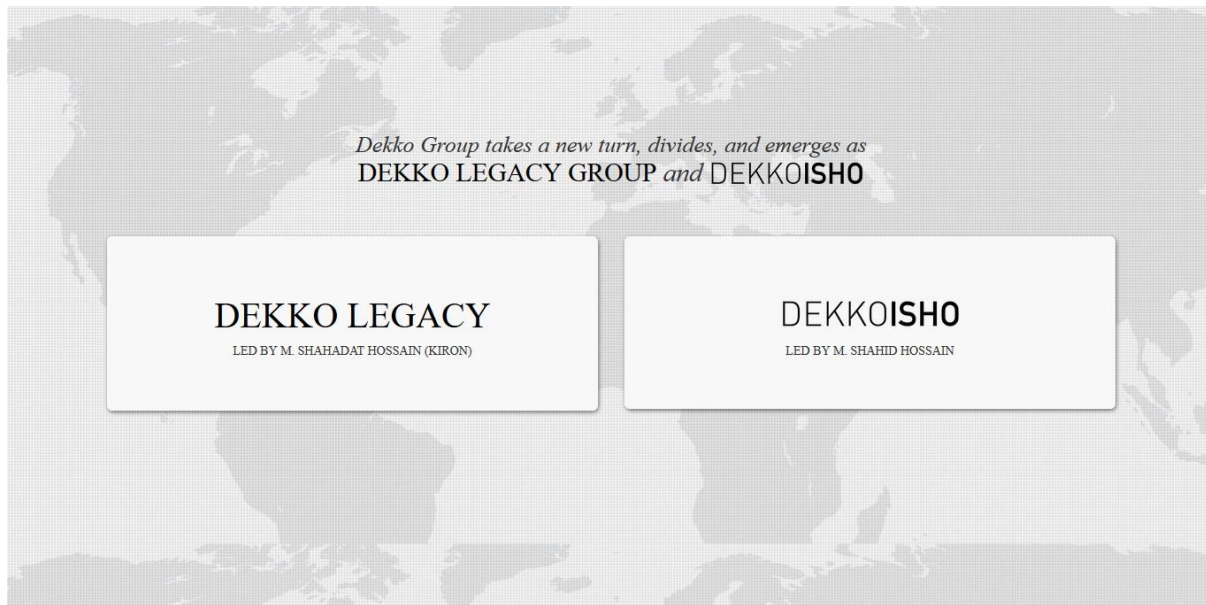 Dekko Group takes a new turn, divides, and emerges as
DEKKO LEGACY GROUP and DEKKOISHO
DEKKO LEGACY
LED BY M. SHAHADAT HOSSAIN (KIRON)
DEKKOISHO
LED BY M. SHAHID HOSSAIN